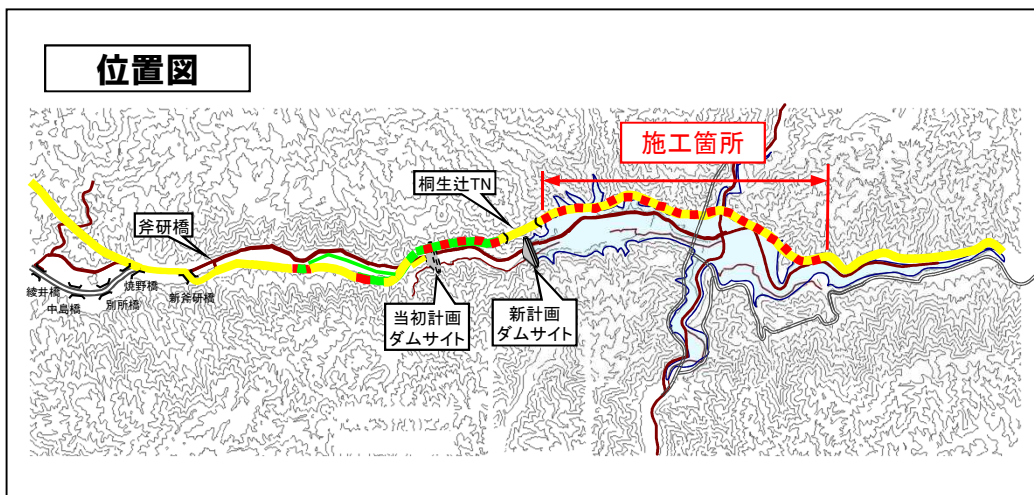 位置図
施工箇所
桐生辻TN
斧研橋
綾井橋
中島橋
別所橋
焼野橋
新斧研橋
当初計画
ダムサイト
新計画
ダムサイト